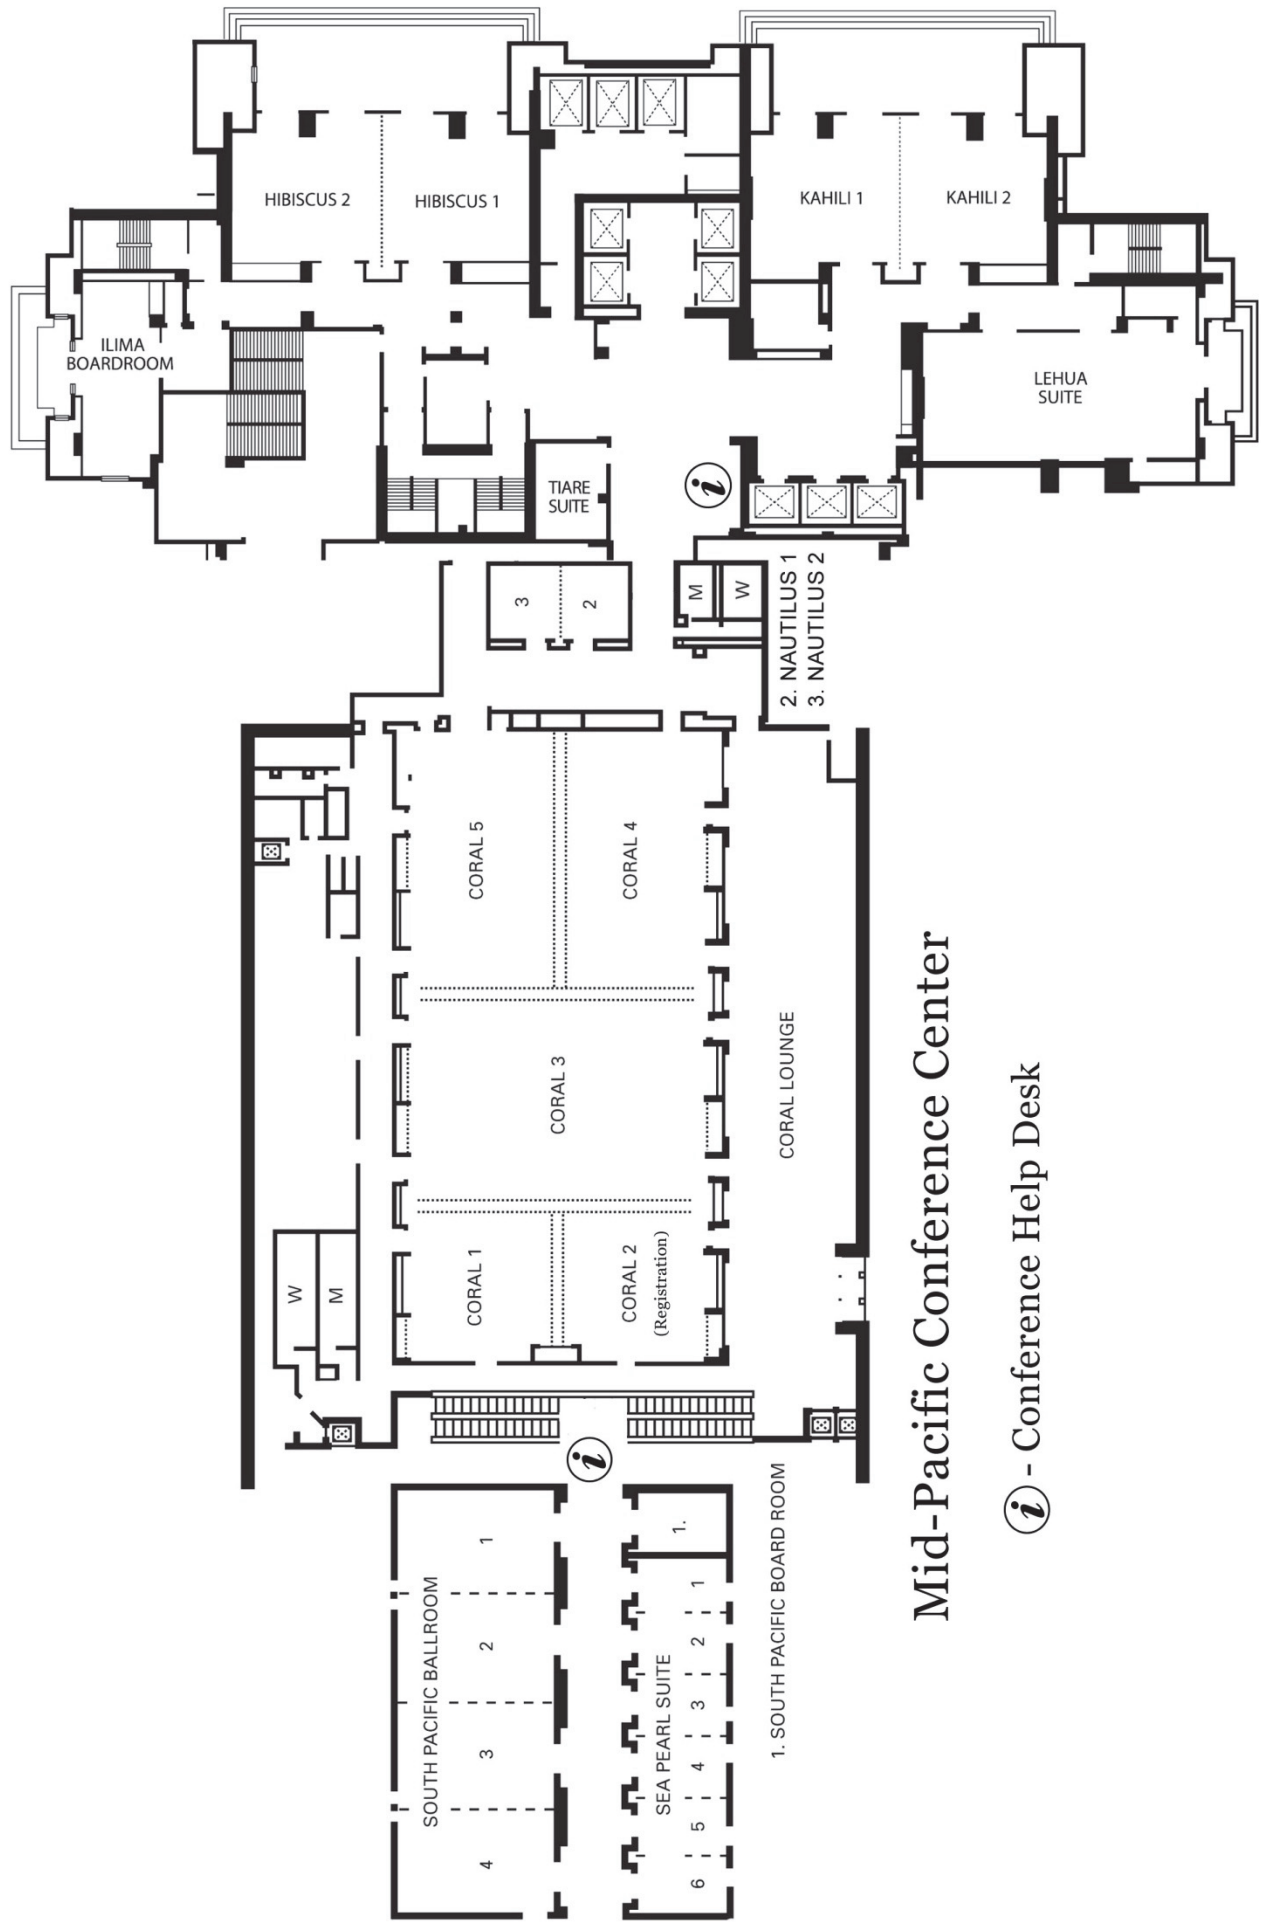 HIBISCUS 2
HIBISCUS 1
KAHILI 1
KAHILI 2
ILIMA
BOARDROOM
LEHUA
SUITE
TIARE
SUITE
i
3
2
M
W
2. NAUTILUS 1
3. NAUTILUS 2
CORAL 5
CORAL 4
CORAL 3
CORAL LOUNGE
CORAL 1
CORAL 2
(Registration)
W
M
i
SOUTH PACIFIC BALLROOM
1
2
3
4
1.
SEA PEARL SUITE
1
2
3
4
5
6
1. SOUTH PACIFIC BOARD ROOM
Mid-Pacific Conference Center
i - Conference Help Desk